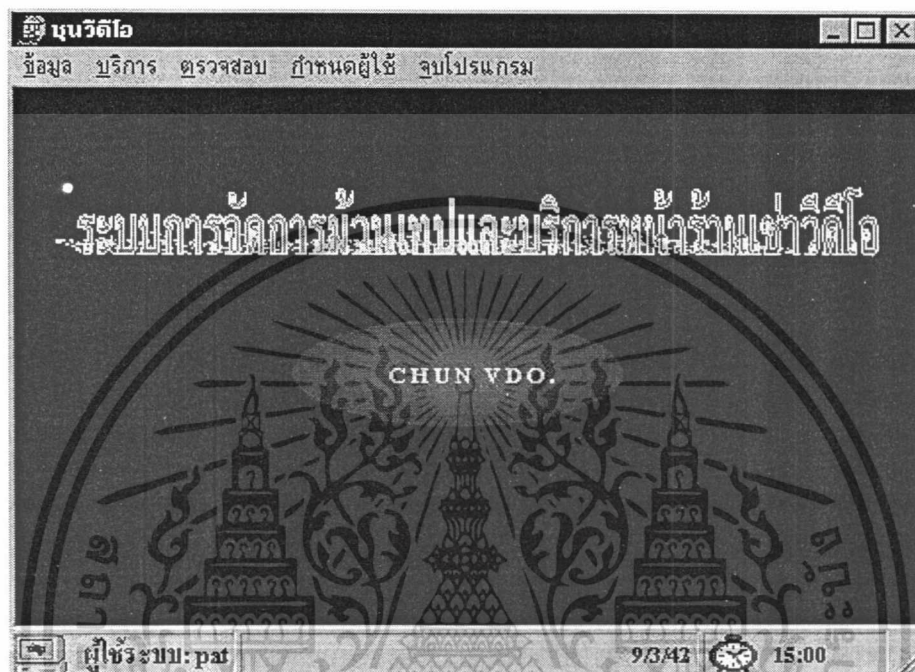 ชุนวีดีโอ
ข้อมูล บริการ ตรวจสอบ กำหนดผู้ใช้ จบโปรแกรม
ระบบการจัดการม้วนเทปและบริการหน้าร้านเช่าวีดีโอ
CHUN VDO.
ผู้ใช้ระบบ: pat 9/3/42 15:00